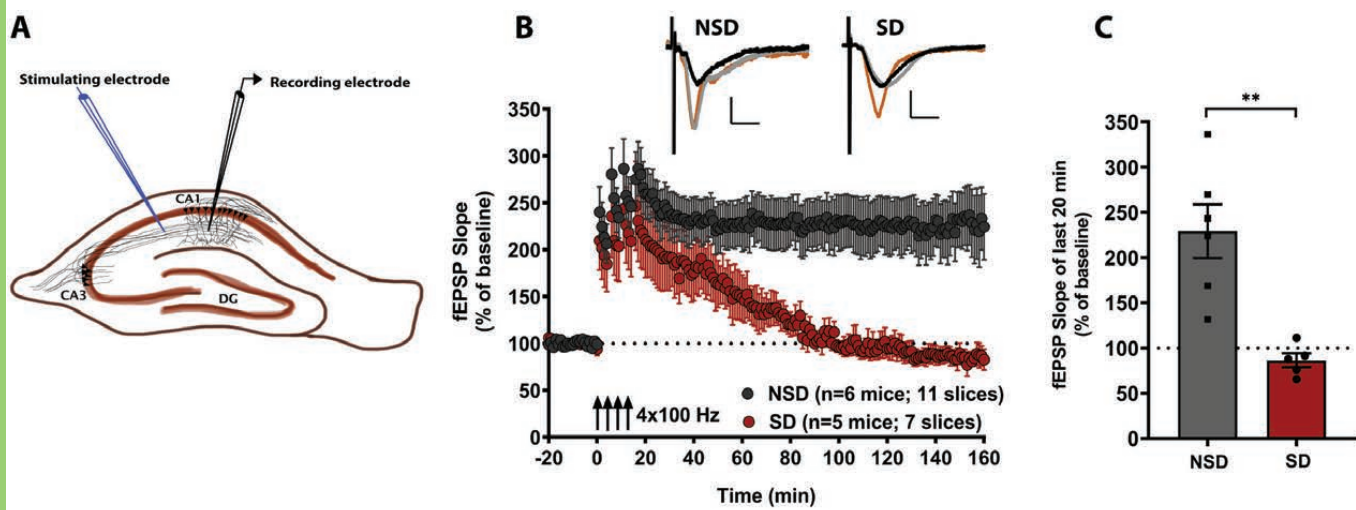 A
Stimulating electrode
Recording electrode
CA1
CA3
DG
B
NSD
SD
fEPSP Slope
(% of baseline)
350
300
250
200
150
100
50
0
4x100 Hz
NSD (n=6 mice; 11 slices)
SD (n=5 mice; 7 slices)
-20 0 20 40 60 80 100 120 140 160
Time (min)
C
**
fEPSP Slope of last 20 min
(% of baseline)
350
300
250
200
150
100
50
0
NSD SD